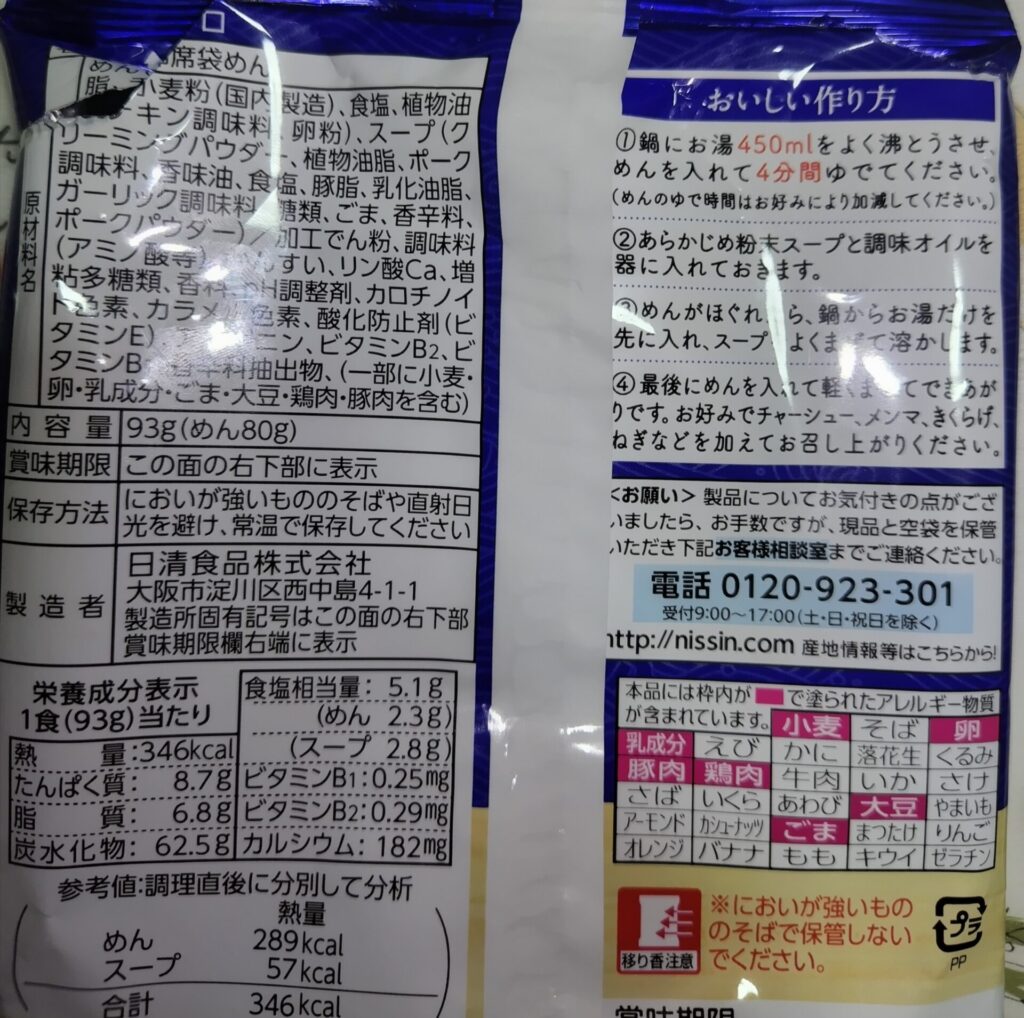 席袋めん
めん
脂、小麦粉(国内製造)、食塩、植物油
キン調味料、卵粉)、スープ(ク
リーミングパウダー、植物油脂、ポーク
調味料、香味油、食塩、豚脂、乳化油脂、
ガーリック調味料、糖類、ごま、香辛料、
ポークパウダー)/加工でん粉、調味料
(アミン酸等)、かんすい、リン酸Ca、増
粘多糖類、香料、pH調整剤、カロチノイ
ド色素、カラメル色素、酸化防止剤(ビ
タミンE)ニン、ビタミンB2、ビ
タミンB 香辛料抽出物、(一部に小麦・
卵・乳成分・ごま・大豆・鶏肉・豚肉を含む)
原材料名
内容量 93g(めん80g)
賞味期限 この面の右下部に表示
保存方法 においが強いもののそばや直射日
光を避け、常温で保存してください
製造者 日清食品株式会社
大阪市淀川区西中島4-1-1
製造所固有記号はこの面の右下部
賞味期限欄右端に表示
栄養成分表示
1食(93g)当たり
熱量:346kcal
たんぱく質: 8.7g
脂質: 6.8g
炭水化物: 62.5g
食塩相当量: 5.1g
(めん 2.3g)
(スープ 2.8g)
ビタミンB1:0.25mg
ビタミンB2:0.29mg
カルシウム: 182mg
参考値:調理直後に分別して分析
熱量
めん 289kcal
スープ 57kcal
合計 346kcal
おいしい作り方
①鍋にお湯450mlをよく沸とうさせ、
めんを入れて4分間ゆでてください。
(めんのゆで時間はお好みにより加減してください。)
②あらかじめ粉末スープと調味オイルを
器に入れておきます。
③めんがほぐれたら、鍋からお湯だけを
先に入れ、スープをよくまぜて溶かします。
④最後にめんを入れて軽くまぜてできあが
りです。お好みでチャーシュー、メンマ、きくらげ、
ねぎなどを加えてお召し上がりください。
<お願い> 製品についてお気付きの点がござ
いましたら、お手数ですが、現品と空袋を保管
いただき下記お客様相談室までご連絡ください。
電話 0120-923-301
受付9:00〜17:00(土・日・祝日を除く)
http://nissin.com 産地情報等はこちらから!
本品には枠内が で塗られたアレルギー物質
が含まれています。 小麦 そば 卵
乳成分 えび かに 落花生 くるみ
豚肉 鶏肉 牛肉 いか さけ
さば いくら あわび 大豆 やまいも
アーモンド カシューナッツ ごま まつたけ りんご
オレンジ バナナ もも キウイ ゼラチン
移り香注意
※においが強いもの
のそばで保管しない
でください。
プラ
PP
賞味期限